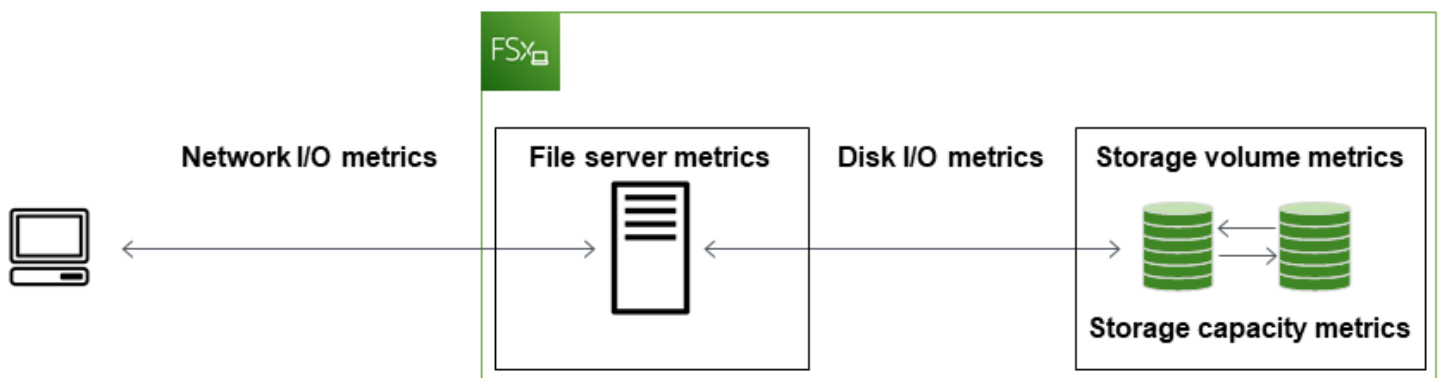 FSx
Network I/O metrics
File server metrics
Disk I/O metrics
Storage volume metrics
Storage capacity metrics